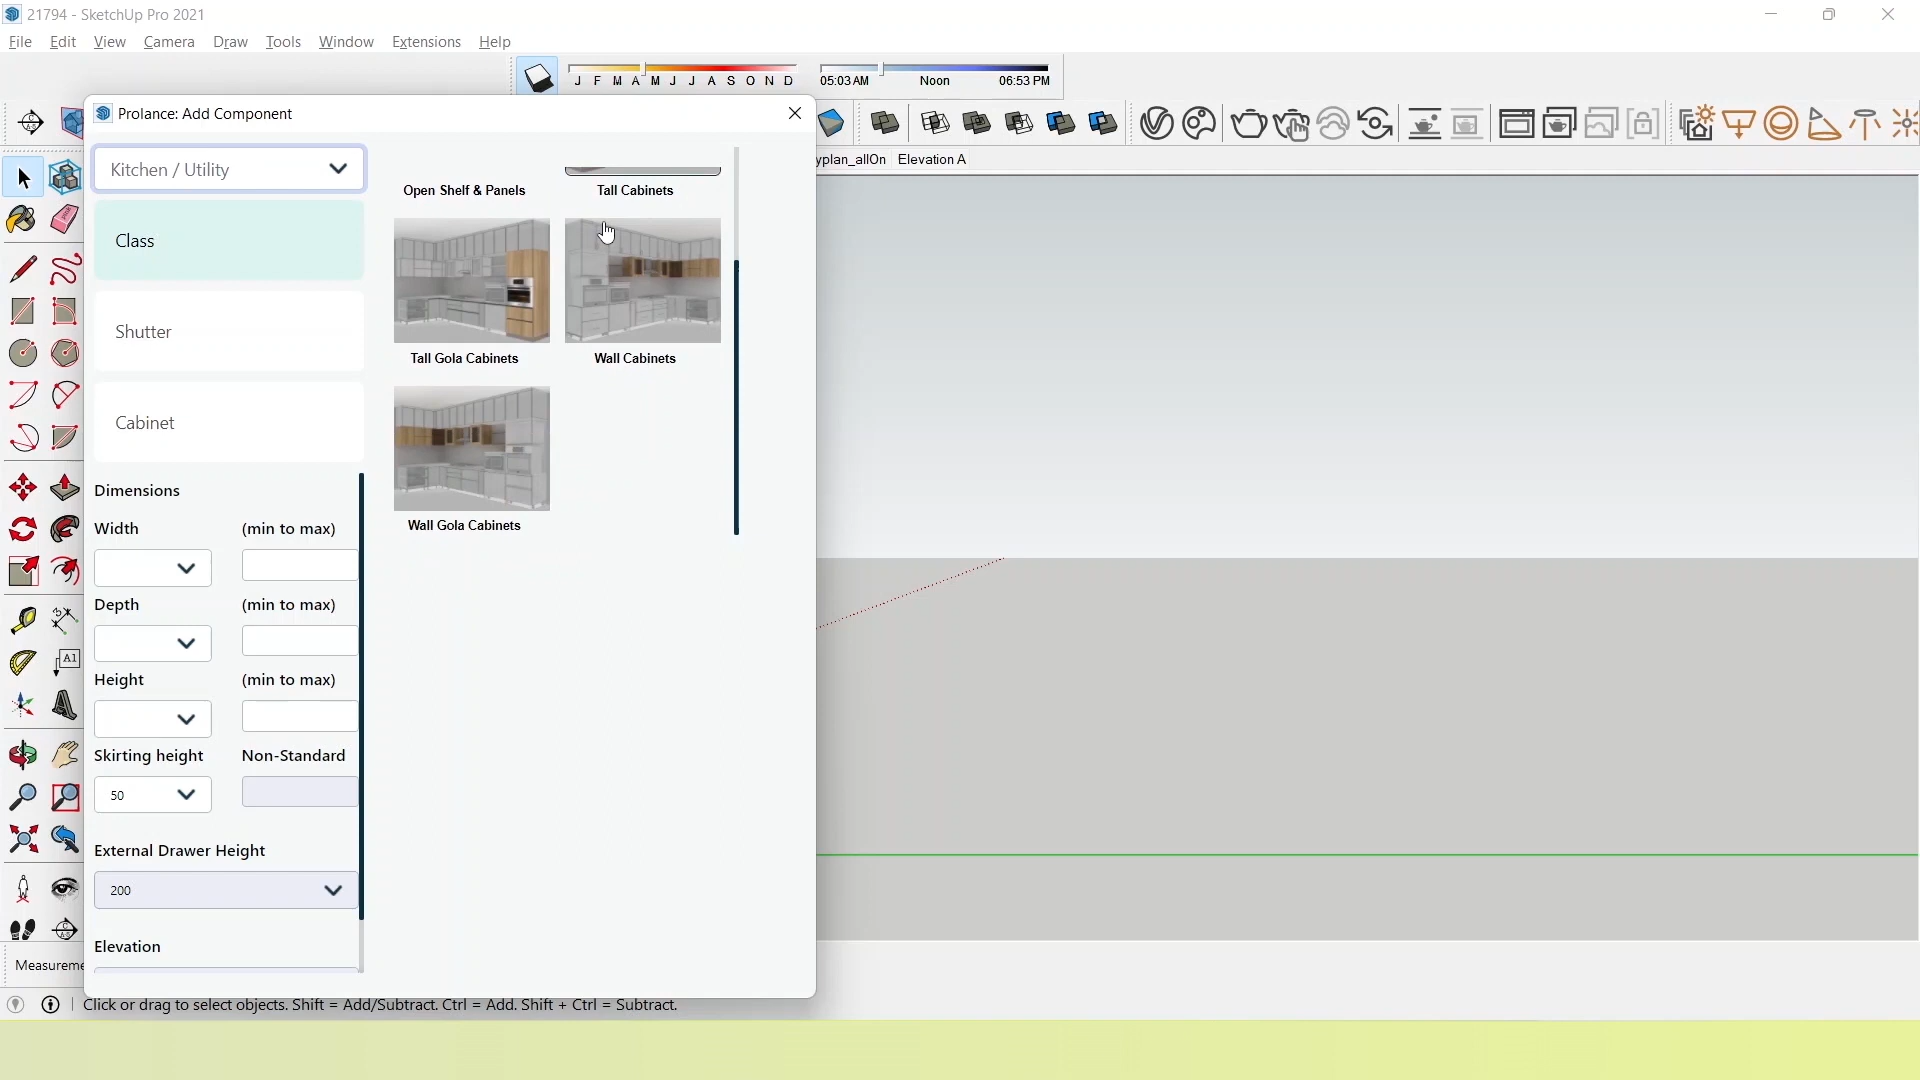 21794 - SketchUp Pro 2021
File Edit View Camera Draw Tools Window Extensions Help
J F M A M J J A S O N D
05:03 AM Noon 06:53 PM
Prolance: Add Component
yplan_allOn Elevation A
Kitchen / Utility
Class
Shutter
Cabinet
Open Shelf & Panels
Tall Cabinets
Tall Gola Cabinets
Wall Cabinets
Wall Gola Cabinets
Dimensions
Width (min to max)
Depth (min to max)
Height (min to max)
Skirting height Non-Standard
50
External Drawer Height
200
Elevation
A1
Measureme
Click or drag to select objects. Shift = Add/Subtract. Ctrl = Add. Shift + Ctrl = Subtract.